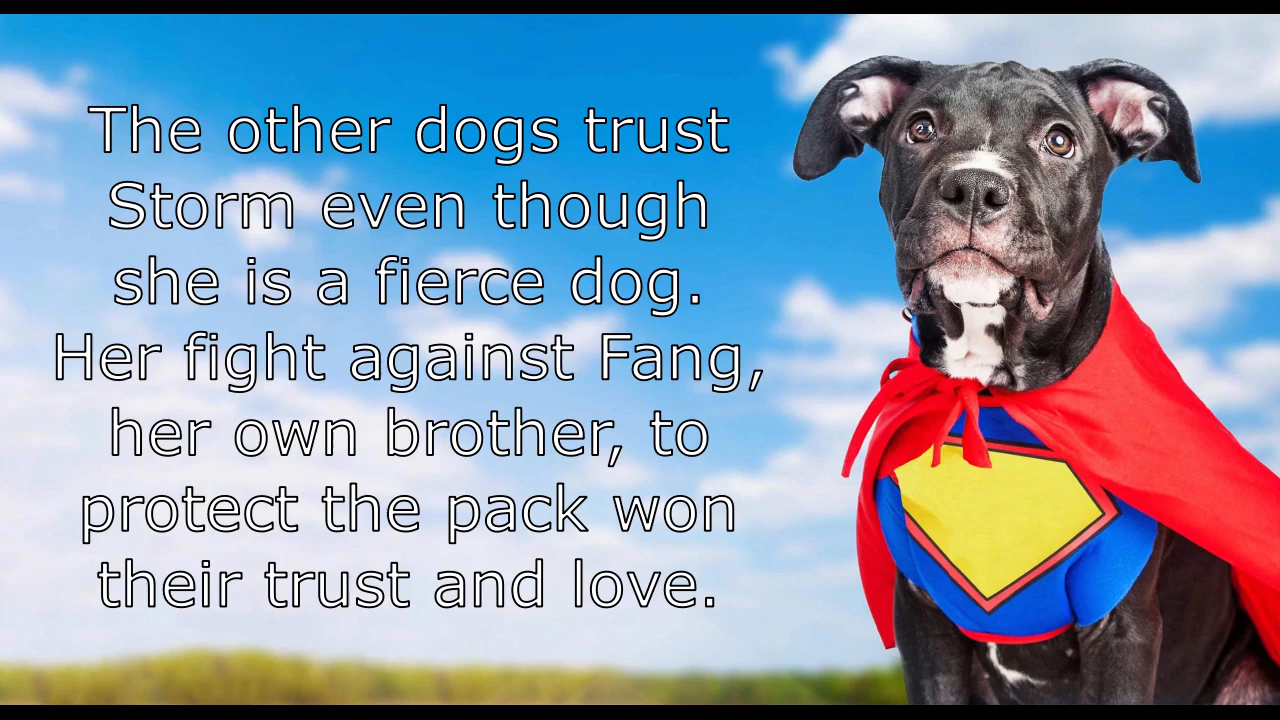 The other dogs trust
Storm even though
she is a fierce dog.
Her fight against Fang,
her own brother, to
protect the pack won
their trust and love.